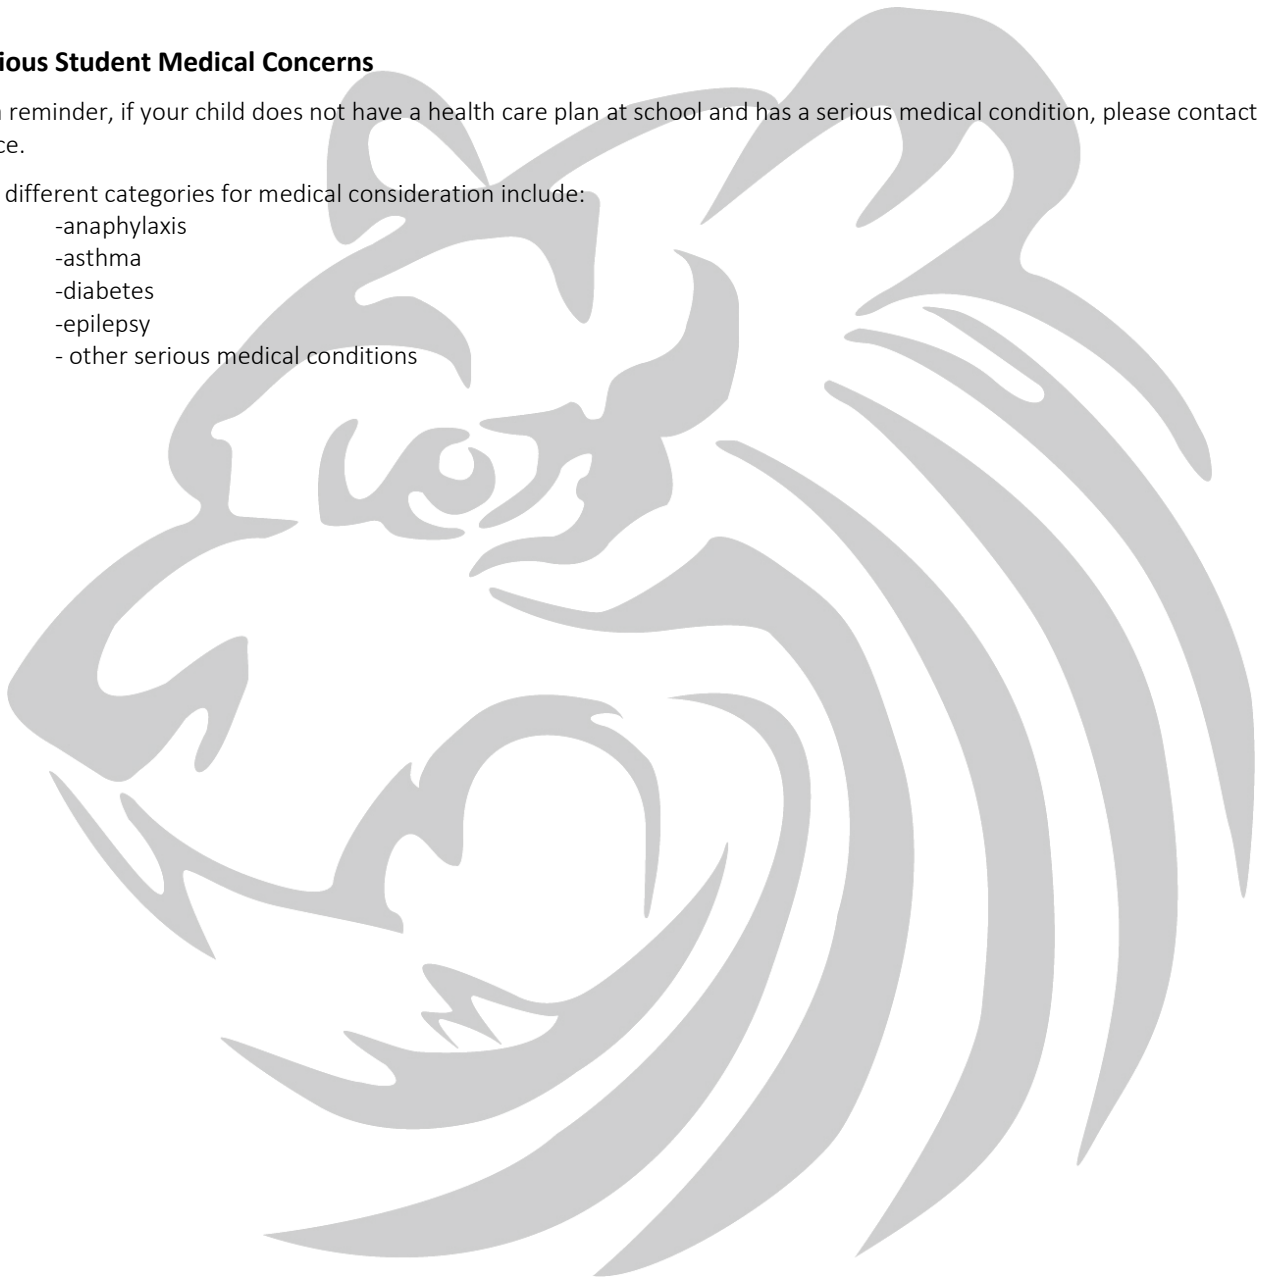 ious Student Medical Concerns
reminder, if your child does not have a health care plan at school and has a serious medical condition, please contact
ce.
different categories for medical consideration include:
-anaphylaxis
-asthma
-diabetes
-epilepsy
- other serious medical conditions